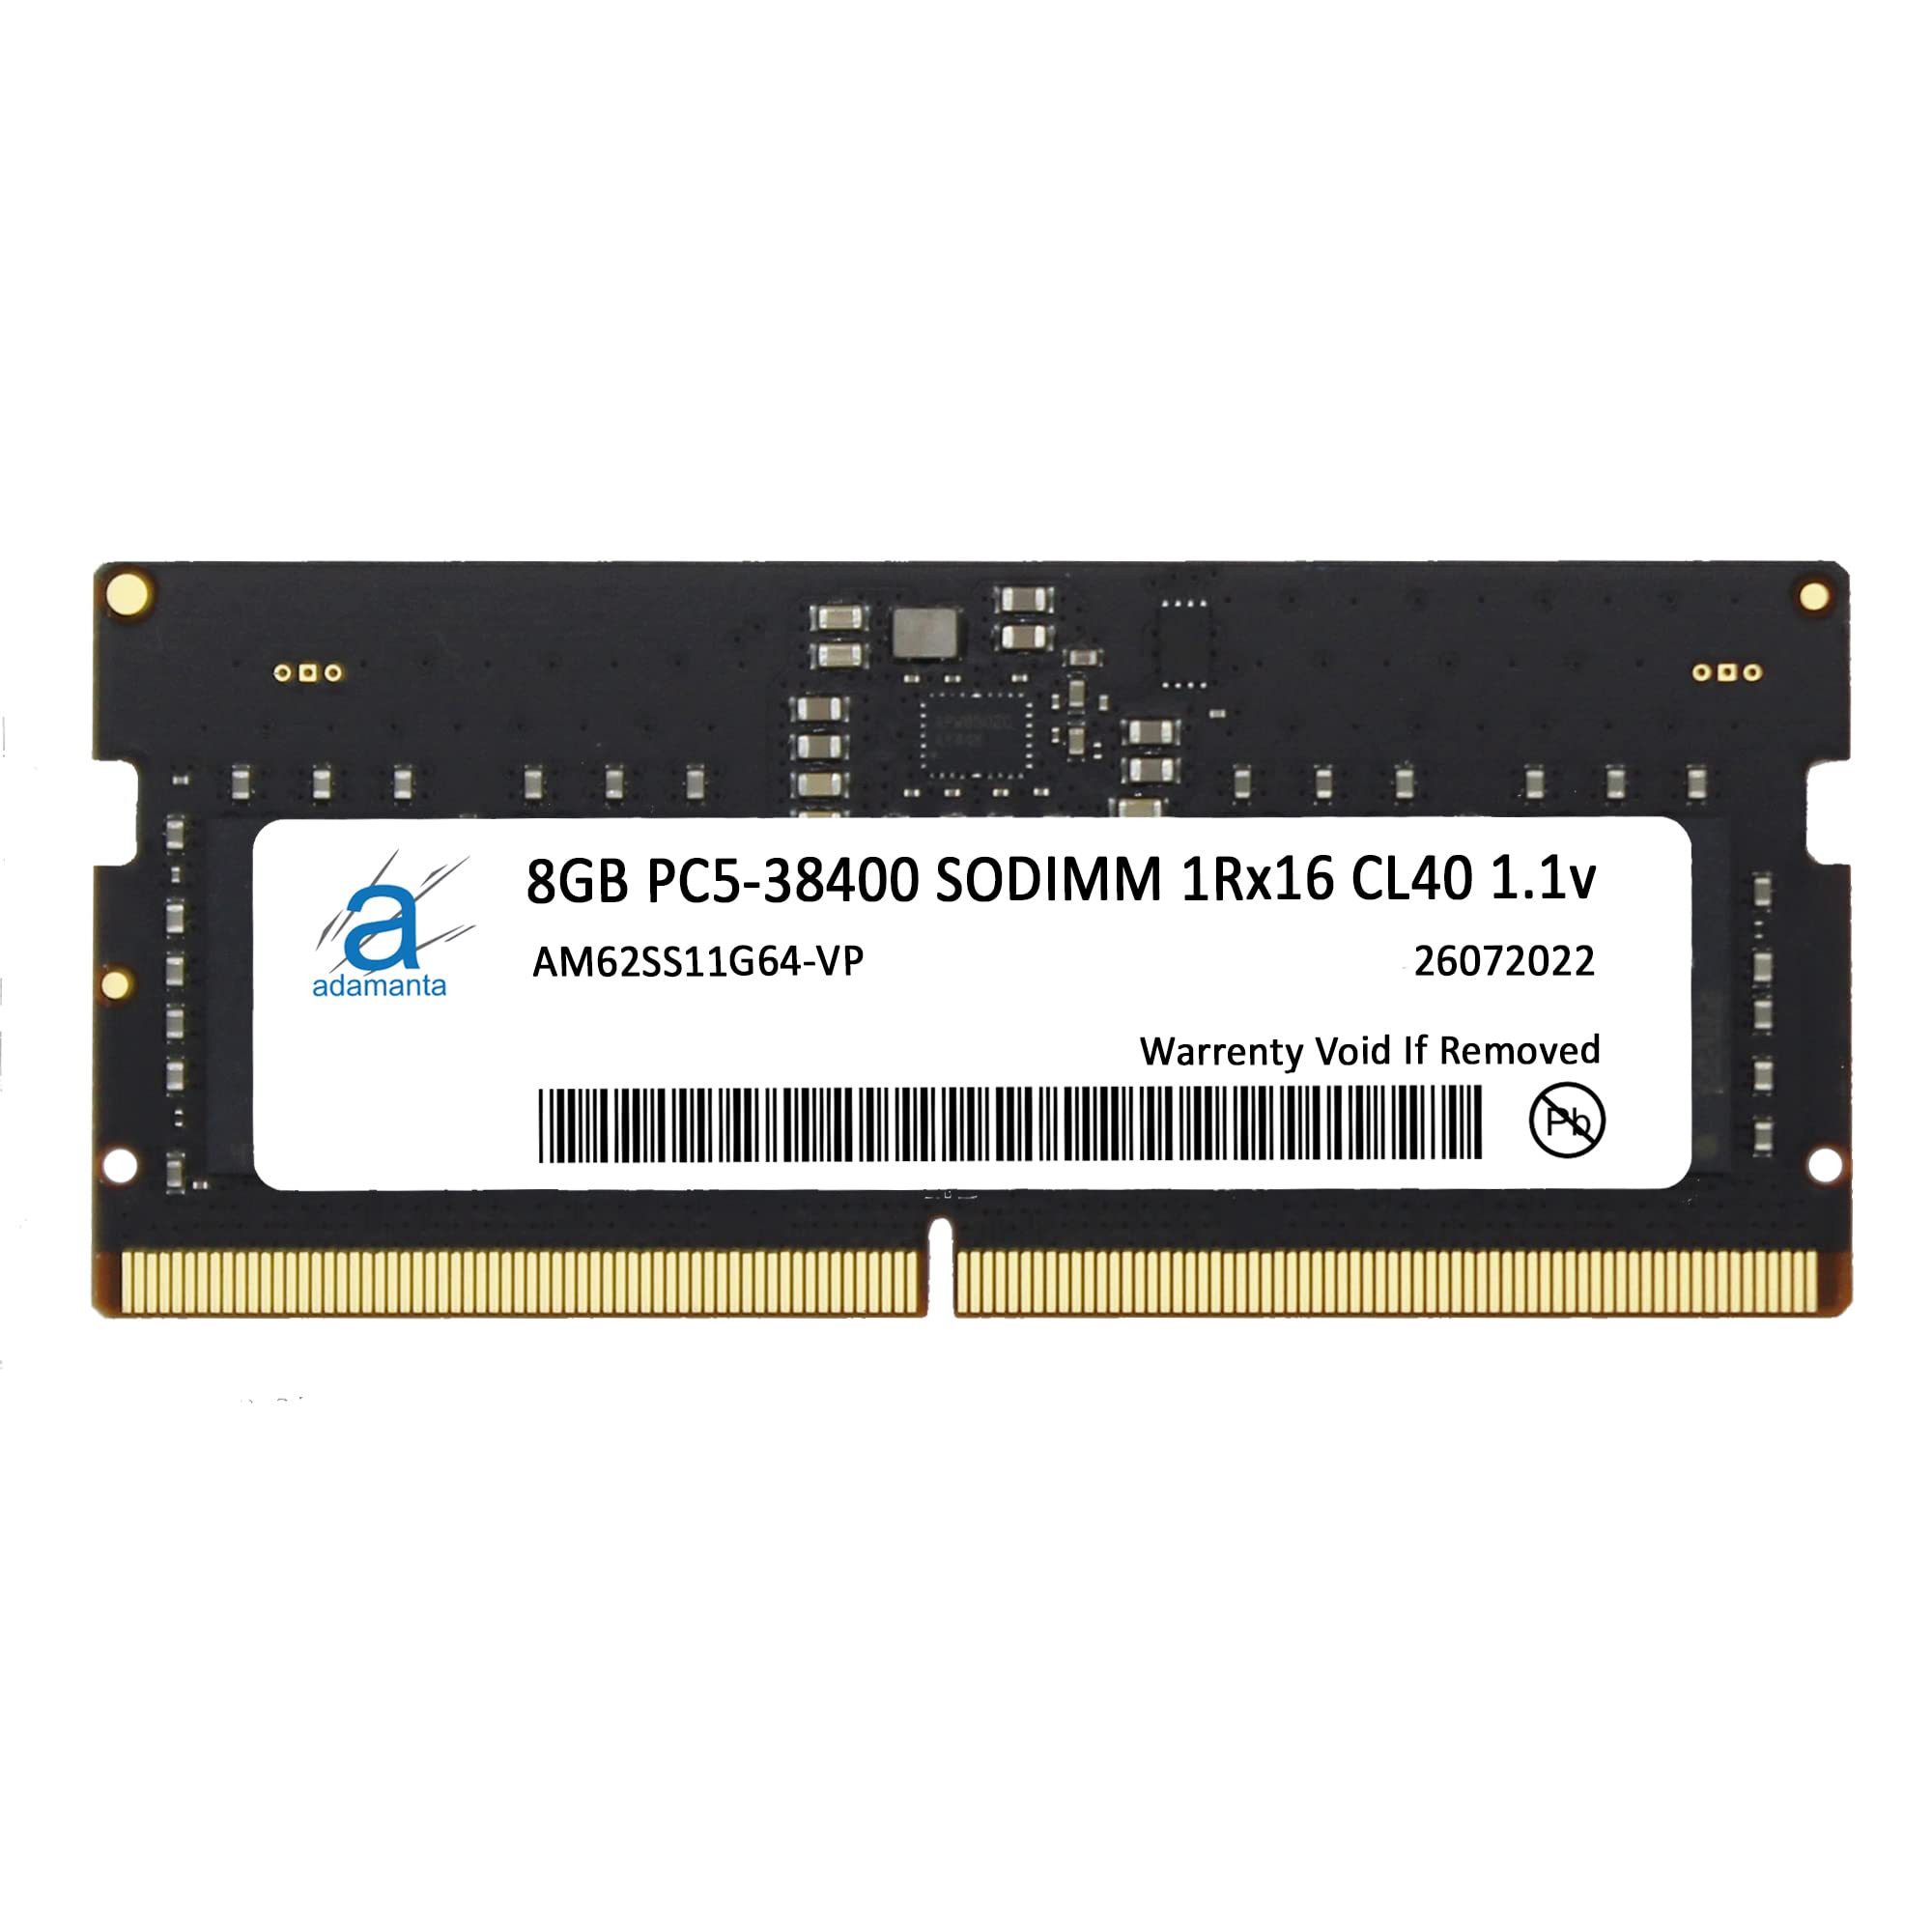 8GB PC5-38400 SODIMM 1Rx16 CL40 1.1v
AM62SS11G64-VP 26072022
a
adamanta
Warrenty Void If Removed
Pb